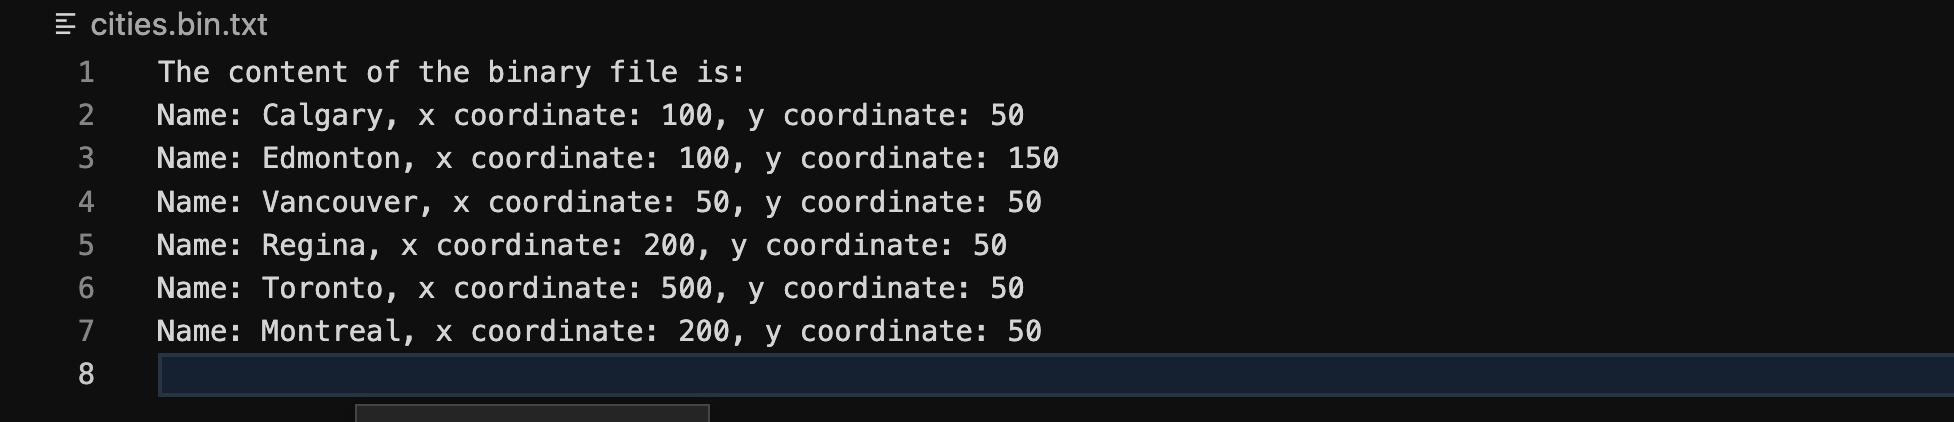 cities.bin.txt
1 The content of the binary file is:
2 Name: Calgary, x coordinate: 100, y coordinate: 50
3 Name: Edmonton, x coordinate: 100, y coordinate: 150
4 Name: Vancouver, x coordinate: 50, y coordinate: 50
5 Name: Regina, x coordinate: 200, y coordinate: 50
6 Name: Toronto, x coordinate: 500, y coordinate: 50
7 Name: Montreal, x coordinate: 200, y coordinate: 50
8